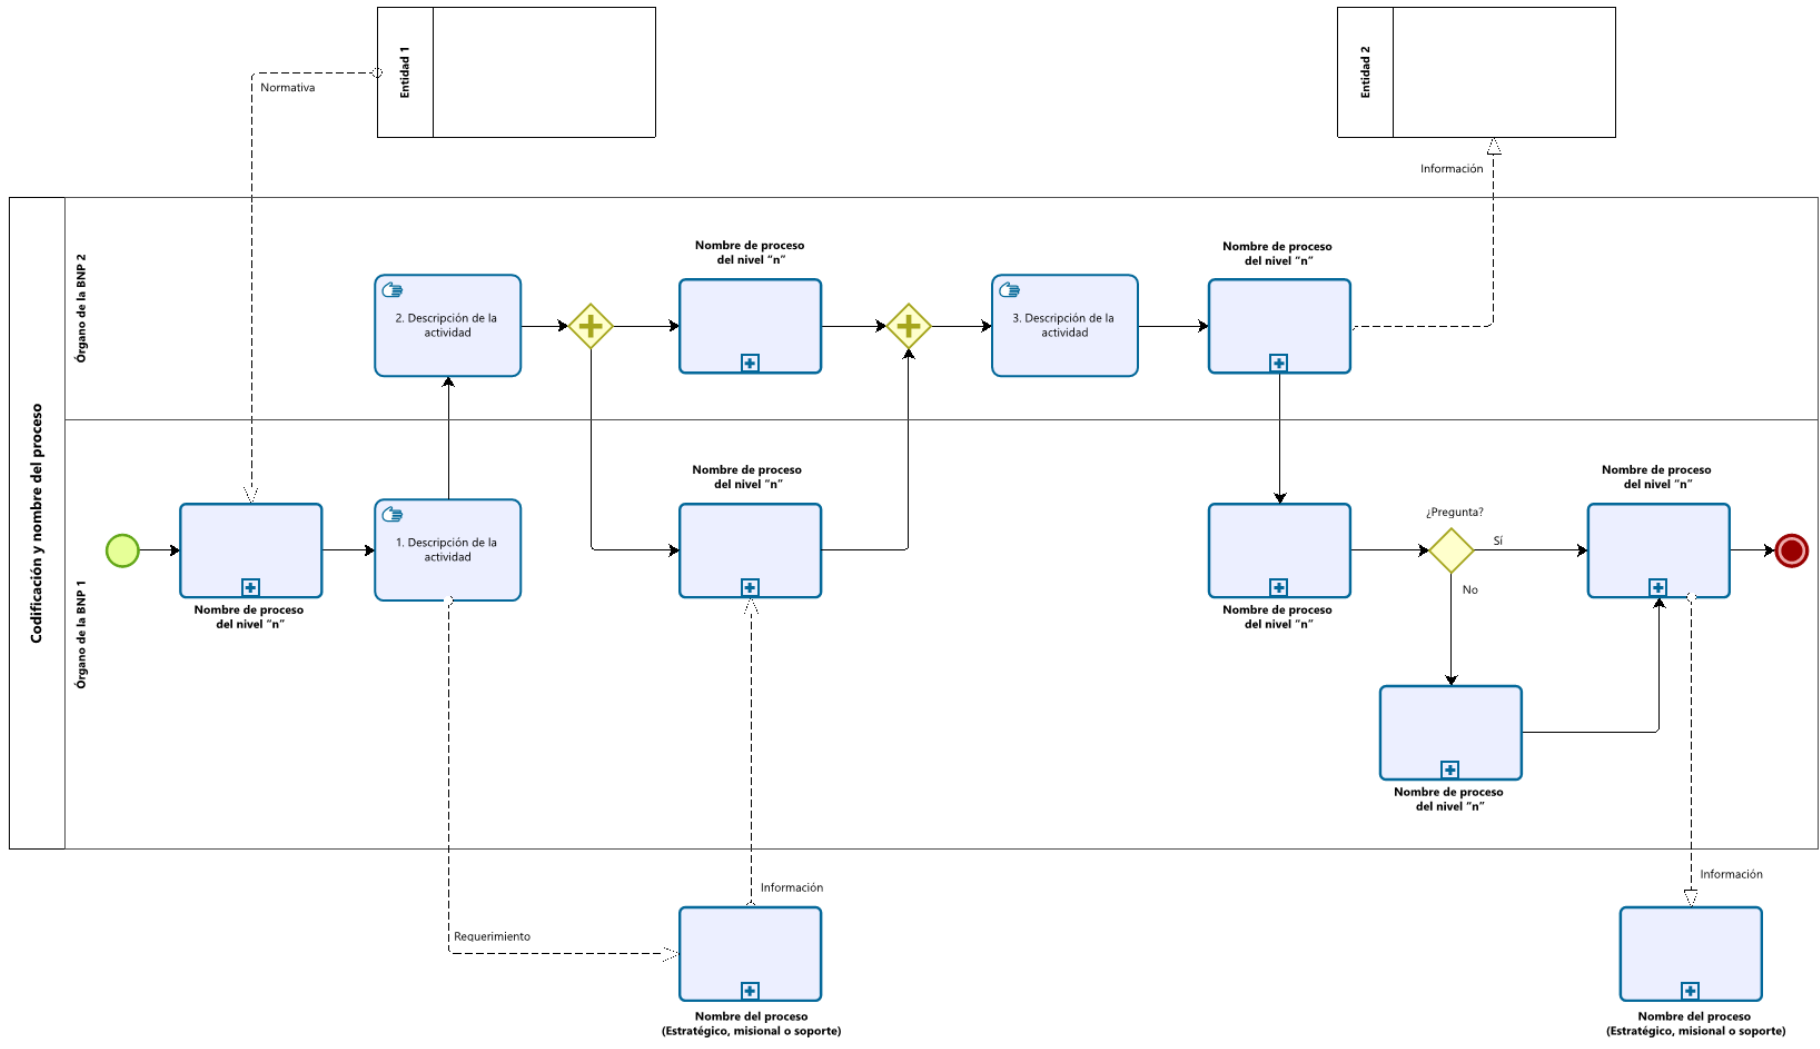 Entidad 1
Entidad 2
Normativa
Información
Codificación y nombre del proceso
Órgano de la BNP 2
Nombre de proceso
del nivel “n”
Nombre de proceso
del nivel “n”
2. Descripción de la
actividad
3. Descripción de la
actividad
Órgano de la BNP 1
Nombre de proceso
del nivel “n”
Nombre de proceso
del nivel “n”
¿Pregunta?
1. Descripción de la
actividad
Sí
No
Nombre de proceso
del nivel “n”
Nombre de proceso
del nivel “n”
Nombre de proceso
del nivel “n”
Información
Información
Requerimiento
Nombre del proceso
(Estratégico, misional o soporte)
Nombre del proceso
(Estratégico, misional o soporte)